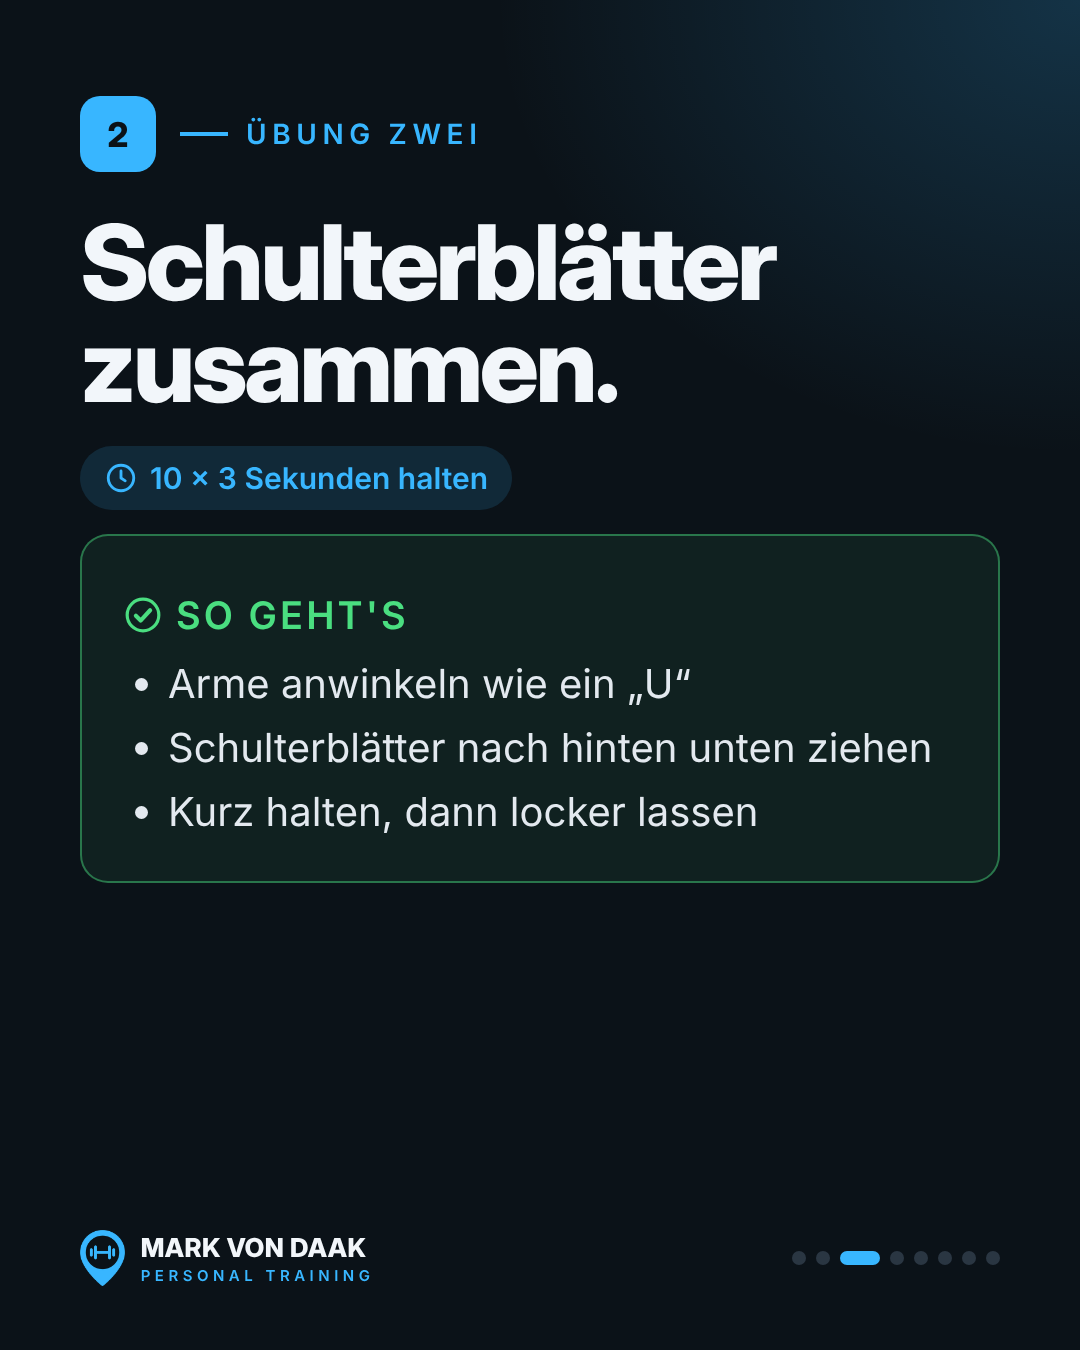 2
ÜBUNG ZWEI
Schulterblätter
zusammen.
10 × 3 Sekunden halten
SO GEHT'S
• Arme anwinkeln wie ein „U“
• Schulterblätter nach hinten unten ziehen
• Kurz halten, dann locker lassen
MARK VON DAAK
PERSONAL TRAINING